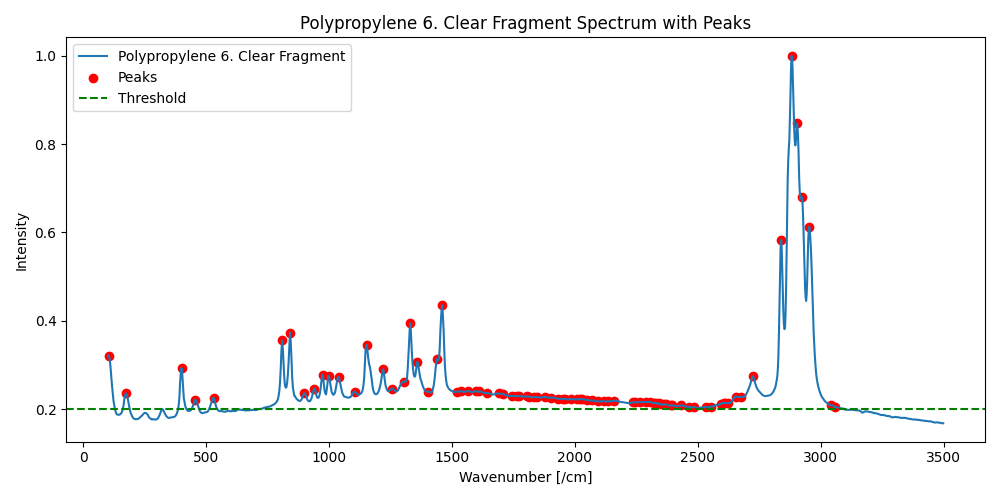 Polypropylene 6. Clear Fragment Spectrum with Peaks
Polypropylene 6. Clear Fragment
Peaks
Threshold
Intensity
1.0
0.8
0.6
0.4
0.2
0 500 1000 1500 2000 2500 3000 3500
Wavenumber [/cm]